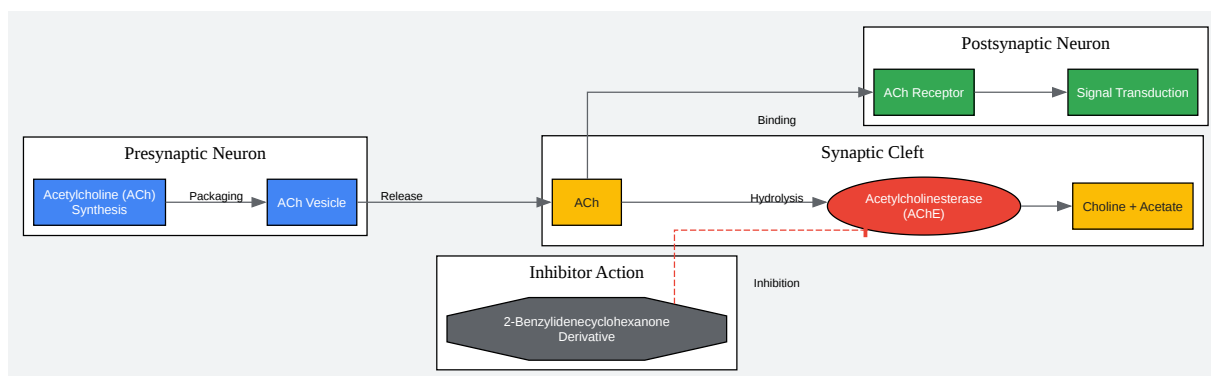 Postsynaptic Neuron
ACh Receptor
Signal Transduction
Binding
Presynaptic Neuron
Acetylcholine (ACh)
Synthesis
Packaging
ACh Vesicle
Release
Synaptic Cleft
ACh
Hydrolysis
Acetylcholinesterase
(AChE)
Choline + Acetate
Inhibitor Action
Inhibition
2-Benzylidenecyclohexanone
Derivative